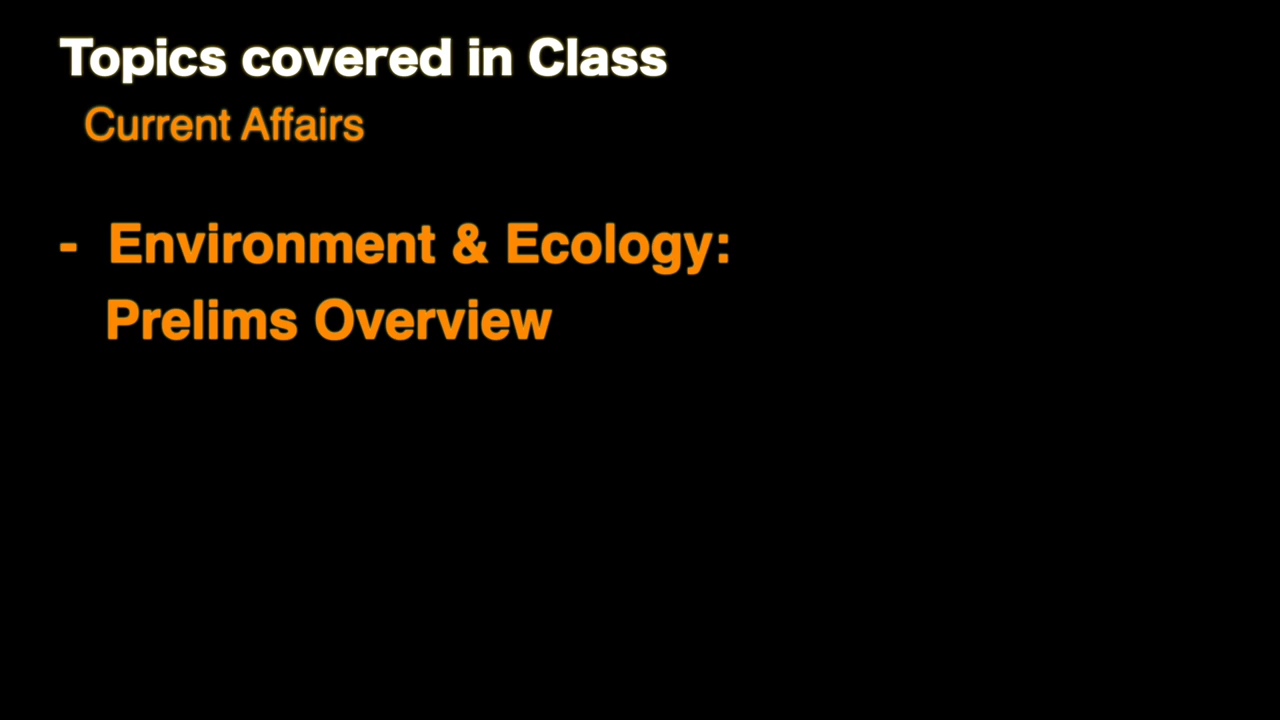 Topics covered in Class
Current Affairs
- Environment & Ecology:
Prelims Overview